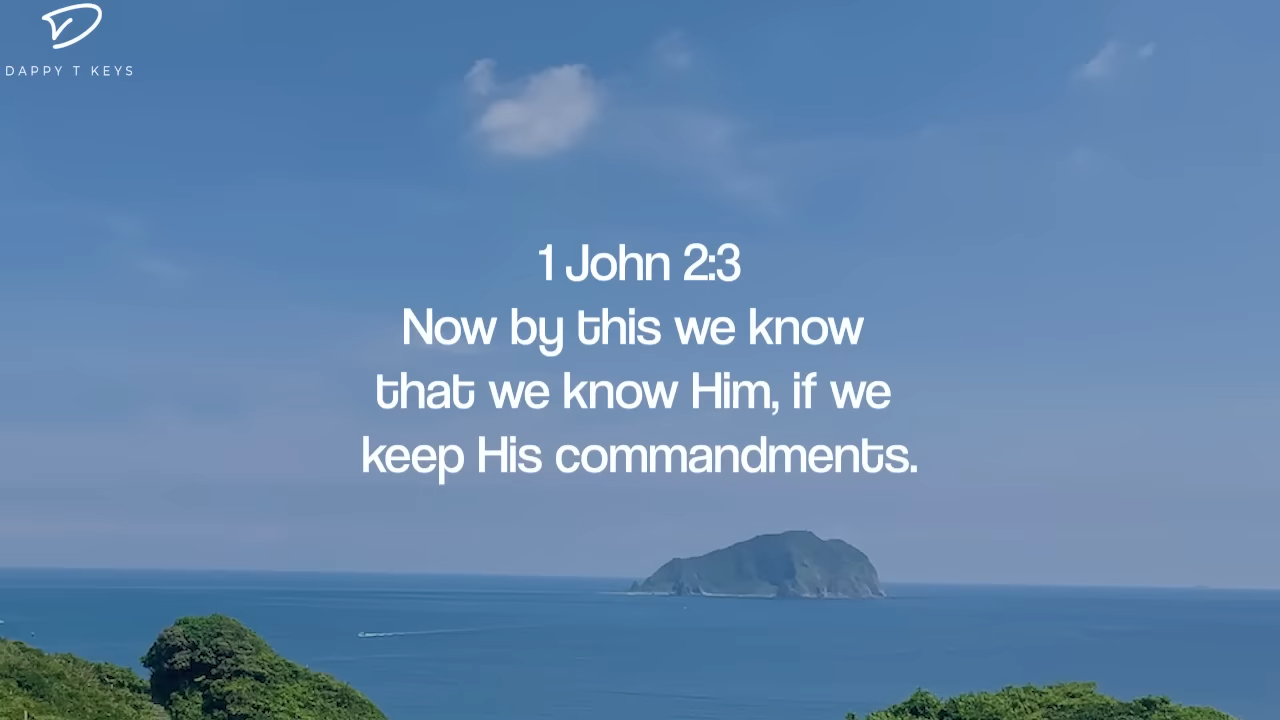 DAPPY T KEYS
1 John 2:3
Now by this we know
that we know Him, if we
keep His commandments.